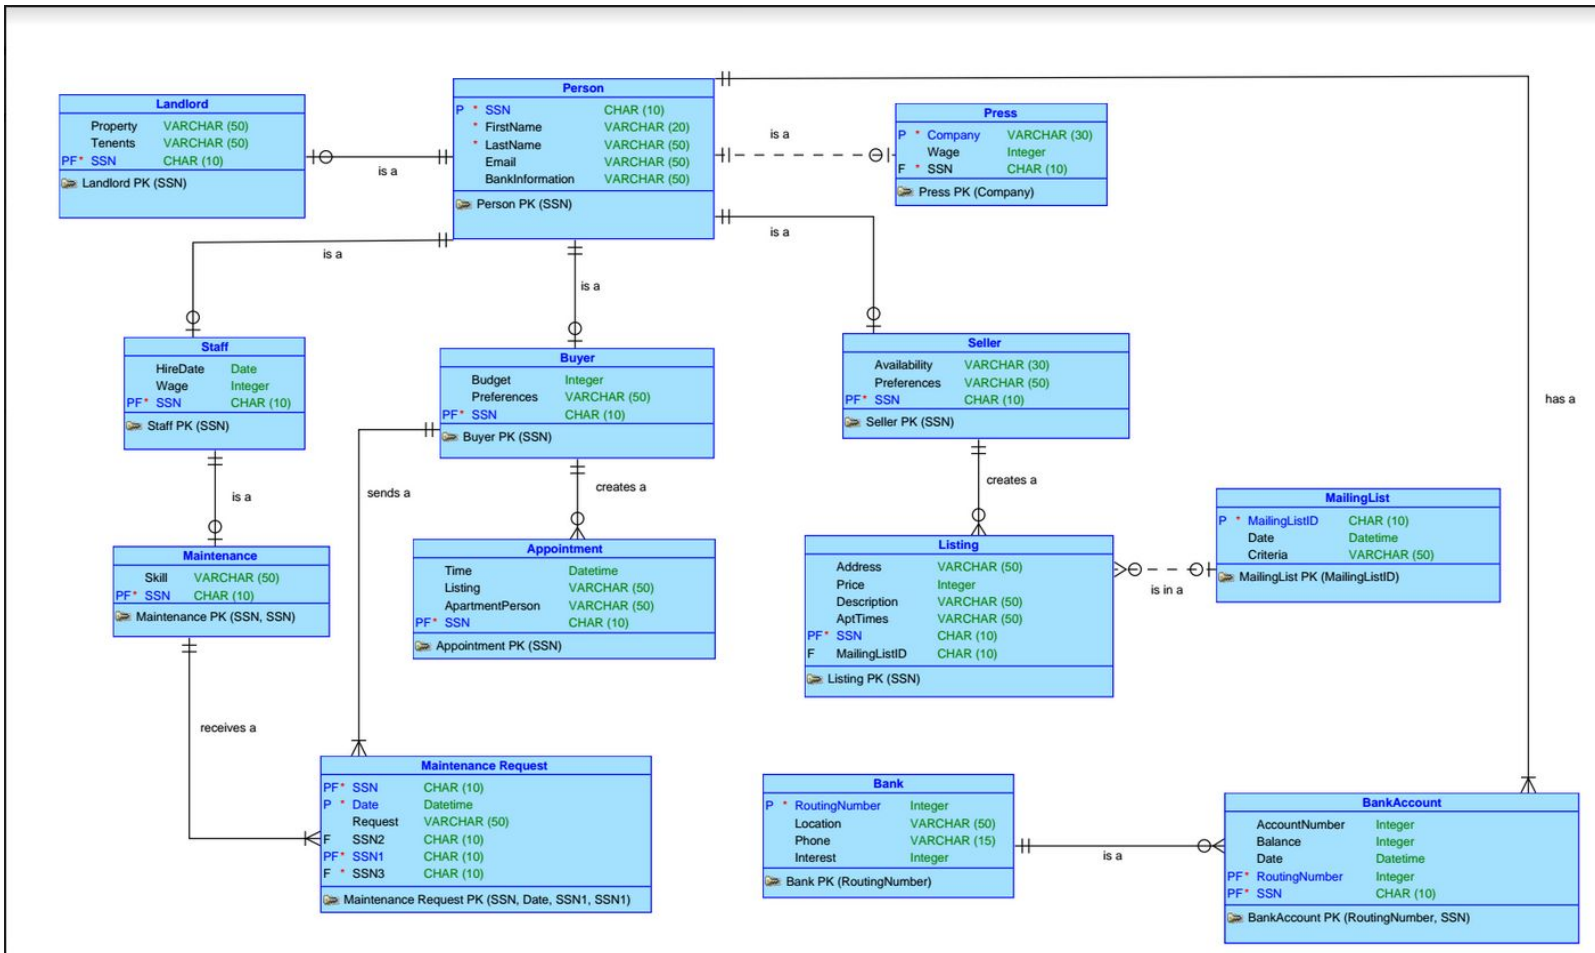 Landlord
Property VARCHAR (50)
Tenents VARCHAR (50)
PF* SSN CHAR (10)
Landlord PK (SSN)
is a
Person
P * SSN CHAR (10)
* FirstName VARCHAR (20)
* LastName VARCHAR (50)
Email VARCHAR (50)
BankInformation VARCHAR (50)
Person PK (SSN)
is a
Press
P * Company VARCHAR (30)
Wage Integer
F * SSN CHAR (10)
Press PK (Company)
is a
is a
is a
has a
Staff
HireDate Date
Wage Integer
PF* SSN CHAR (10)
Staff PK (SSN)
is a
Buyer
Budget Integer
Preferences VARCHAR (50)
PF* SSN CHAR (10)
Buyer PK (SSN)
sends a
creates a
Seller
Availability VARCHAR (30)
Preferences VARCHAR (50)
PF* SSN CHAR (10)
Seller PK (SSN)
creates a
Maintenance
Skill VARCHAR (50)
PF* SSN CHAR (10)
Maintenance PK (SSN, SSN)
receives a
Appointment
Time Datetime
Listing VARCHAR (50)
ApartmentPerson VARCHAR (50)
PF* SSN CHAR (10)
Appointment PK (SSN)
Listing
Address VARCHAR (50)
Price Integer
Description VARCHAR (50)
AptTimes VARCHAR (50)
PF* SSN CHAR (10)
F MailingListID CHAR (10)
Listing PK (SSN)
is in a
MailingList
P * MailingListID CHAR (10)
Date Datetime
Criteria VARCHAR (50)
MailingList PK (MailingListID)
Maintenance Request
PF* SSN CHAR (10)
P * Date Datetime
Request VARCHAR (50)
F SSN2 CHAR (10)
PF* SSN1 CHAR (10)
F * SSN3 CHAR (10)
Maintenance Request PK (SSN, Date, SSN1, SSN1)
Bank
P * RoutingNumber Integer
Location VARCHAR (50)
Phone VARCHAR (15)
Interest Integer
Bank PK (RoutingNumber)
is a
BankAccount
AccountNumber Integer
Balance Integer
Date Datetime
PF* RoutingNumber Integer
PF* SSN CHAR (10)
BankAccount PK (RoutingNumber, SSN)